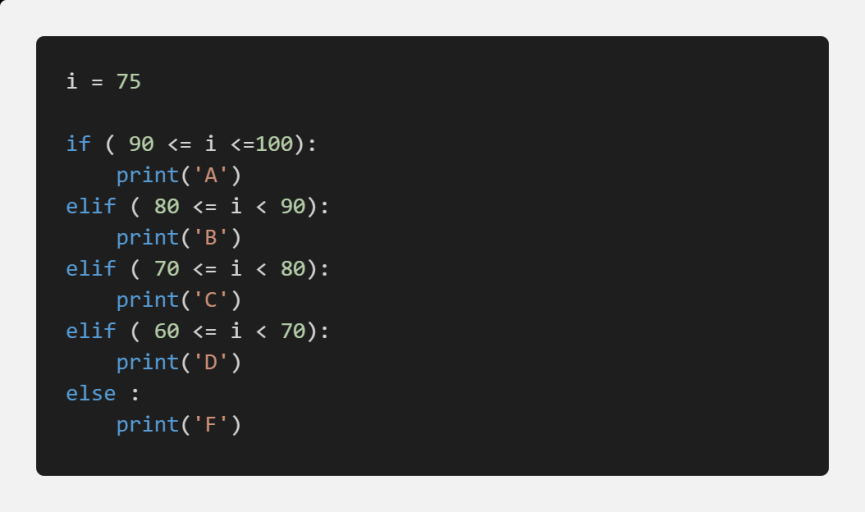 i = 75

if ( 90 <= i <=100):
    print('A')
elif ( 80 <= i < 90):
    print('B')
elif ( 70 <= i < 80):
    print('C')
elif ( 60 <= i < 70):
    print('D')
else :
    print('F')